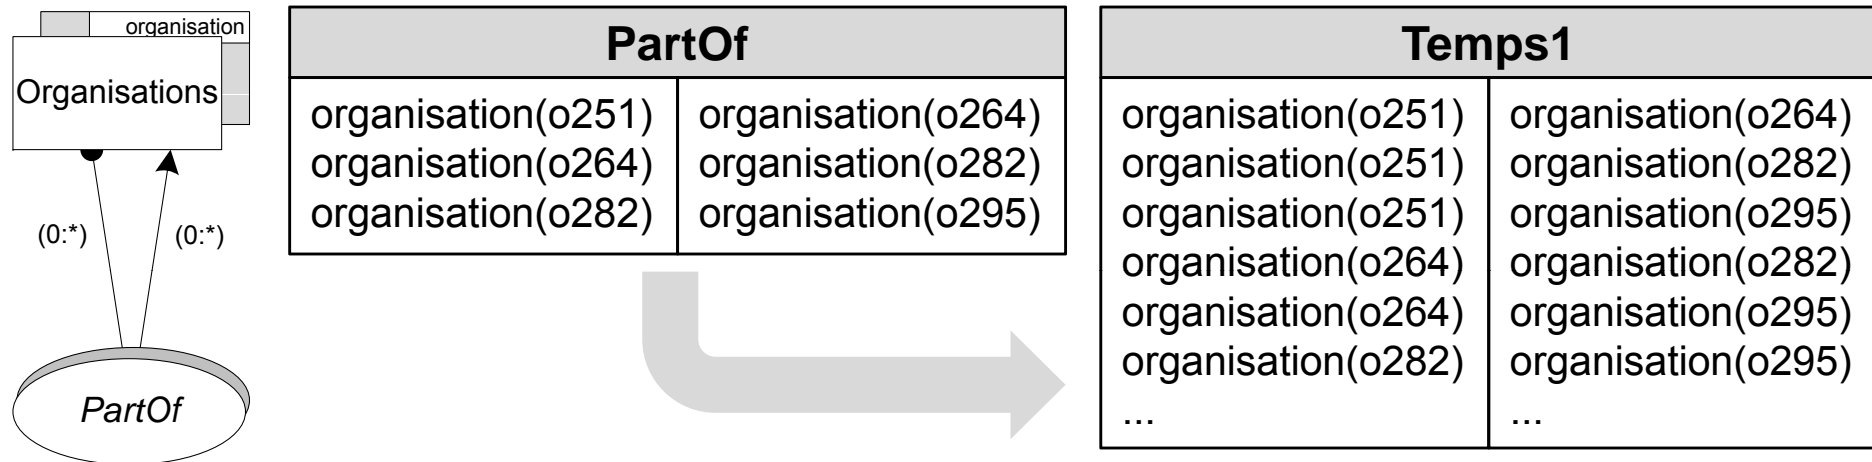 organisation
Organisations
(0:*) (0:*)
PartOf
PartOf
organisation(o251) organisation(o264)
organisation(o264) organisation(o282)
organisation(o282) organisation(o295)
Temps1
organisation(o251) organisation(o264)
organisation(o251) organisation(o282)
organisation(o251) organisation(o295)
organisation(o264) organisation(o282)
organisation(o264) organisation(o295)
organisation(o282) organisation(o295)
... ...